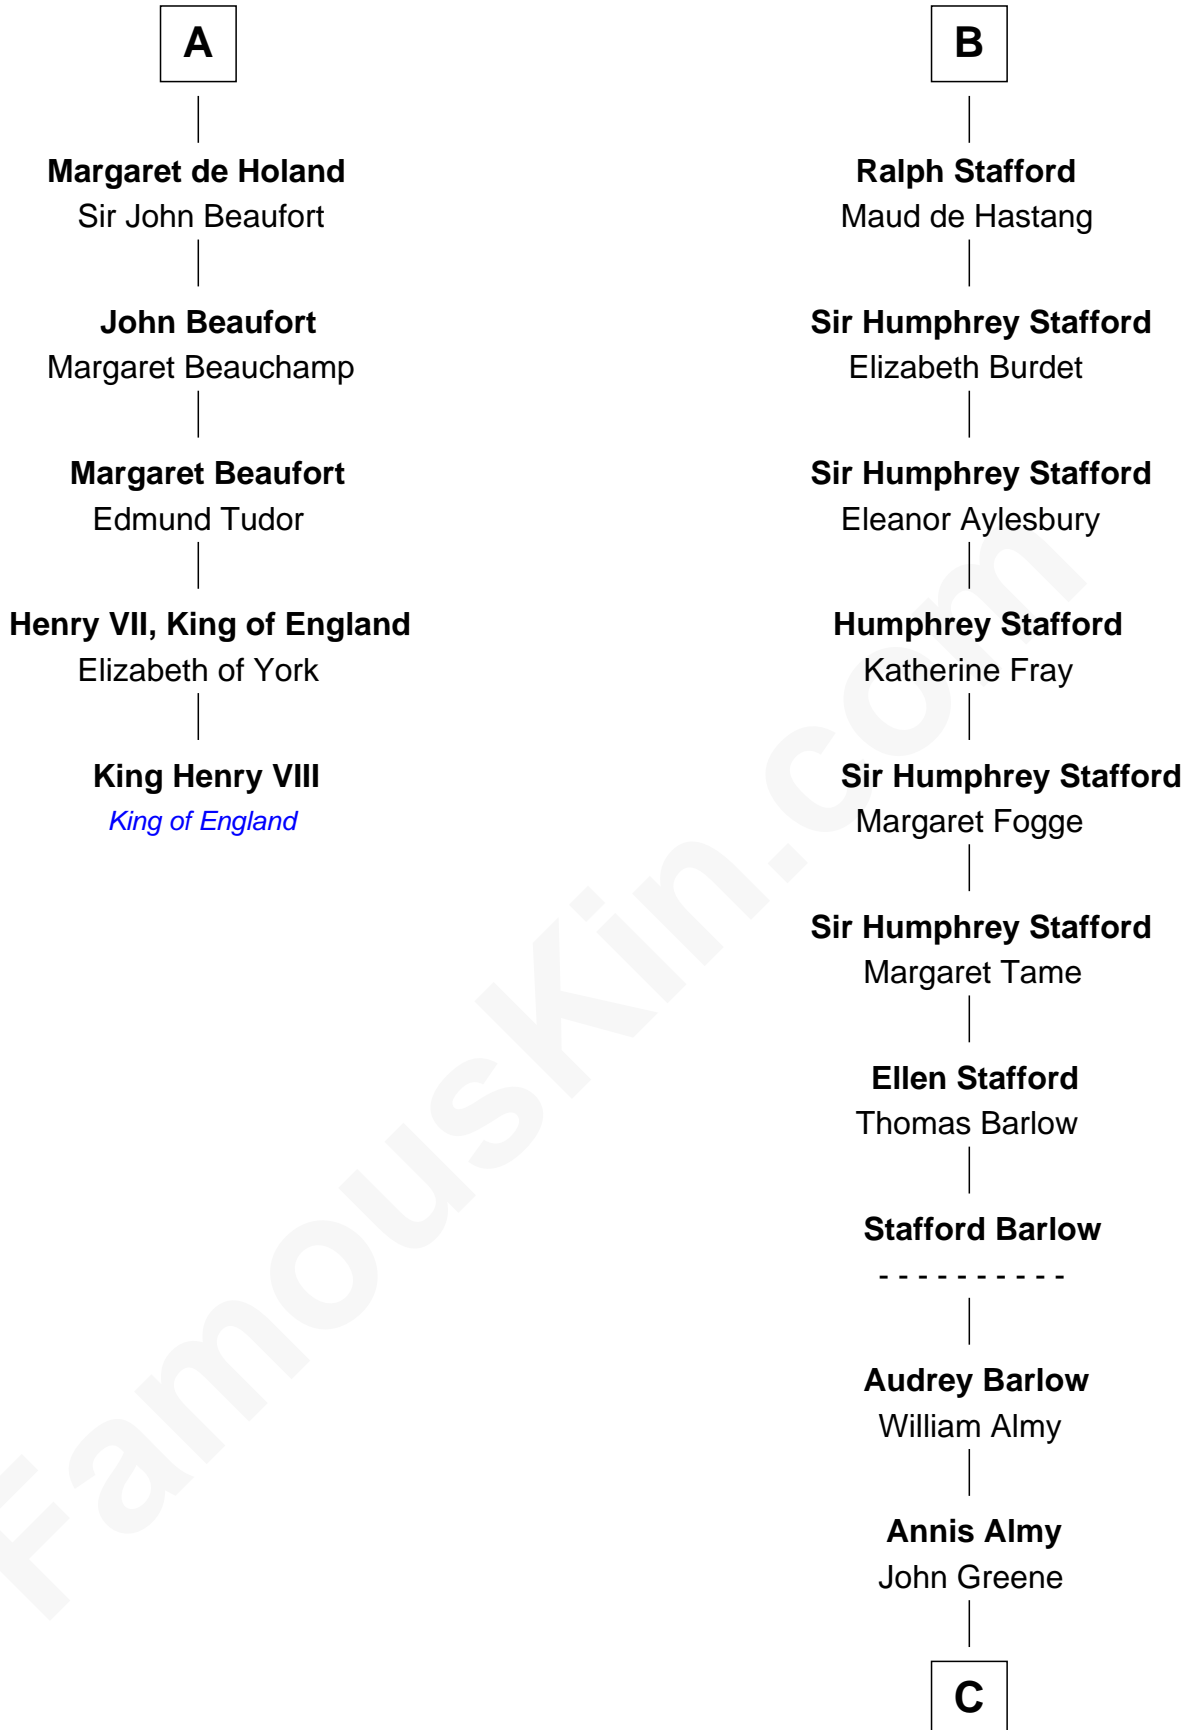 A
Margaret de Holand
Sir John Beaufort
John Beaufort
Margaret Beauchamp
Margaret Beaufort
Edmund Tudor
Henry VII, King of England
Elizabeth of York
King Henry VIII
King of England
B
Ralph Stafford
Maud de Hastang
Sir Humphrey Stafford
Elizabeth Burdet
Sir Humphrey Stafford
Eleanor Aylesbury
Humphrey Stafford
Katherine Fray
Sir Humphrey Stafford
Margaret Fogge
Sir Humphrey Stafford
Margaret Tame
Ellen Stafford
Thomas Barlow
Stafford Barlow
- - - - - - - - - -
Audrey Barlow
William Almy
Annis Almy
John Greene
C
FamousKin.com